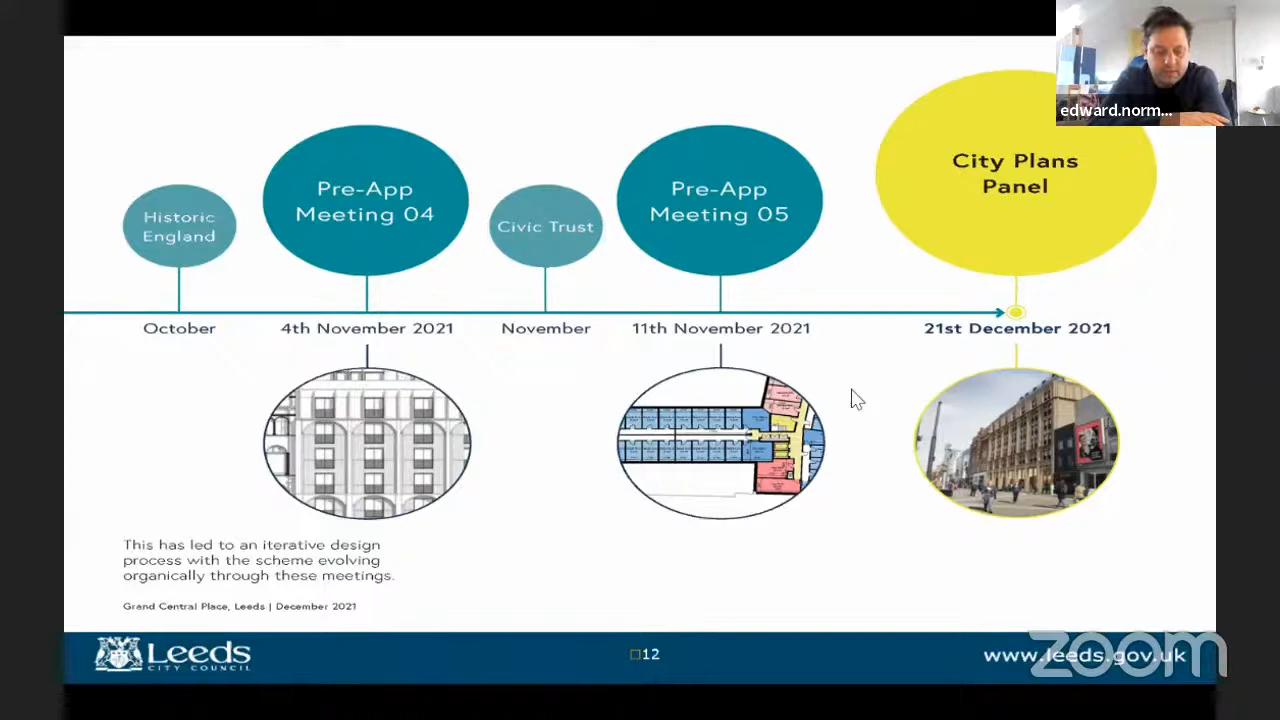 edward.norm...
Historic
England
Pre-App
Meeting 04
Civic Trust
Pre-App
Meeting 05
City Plans
Panel
October
4th November 2021
November
11th November 2021
21st December 2021
This has led to an iterative design
process with the scheme evolving
organically through these meetings.
Grand Central Place, Leeds | December 2021
Leeds
CITY COUNCIL
12
www.leeds.gov.uk
zoom